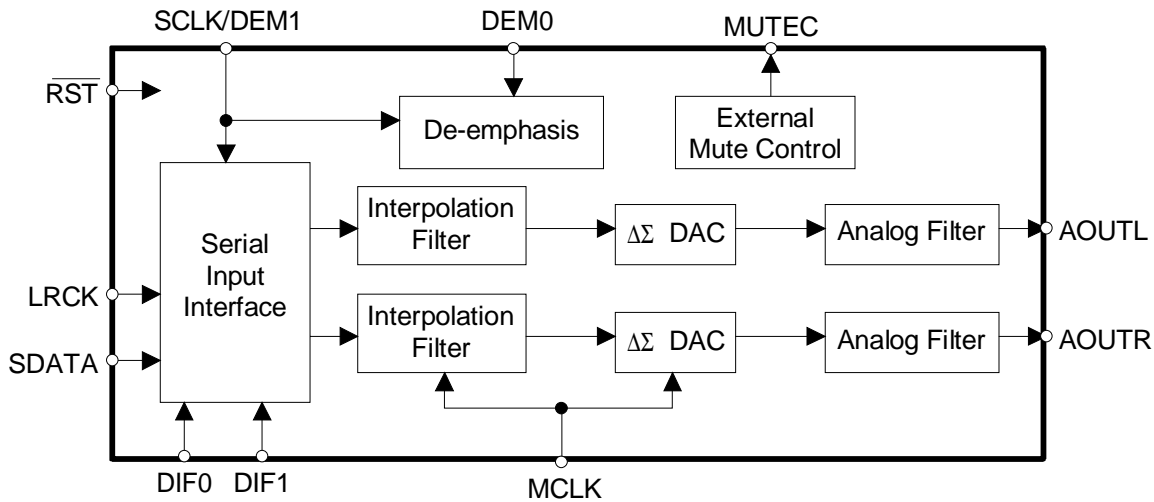 SCLK/DEM1
DEM0
MUTEC
RST
De-emphasis
External
Mute Control
Serial
Input
Interface
Interpolation
Filter
ΔΣ DAC
Analog Filter
AOUTL
LRCK
Interpolation
Filter
ΔΣ DAC
Analog Filter
AOUTR
SDATA
DIF0
DIF1
MCLK